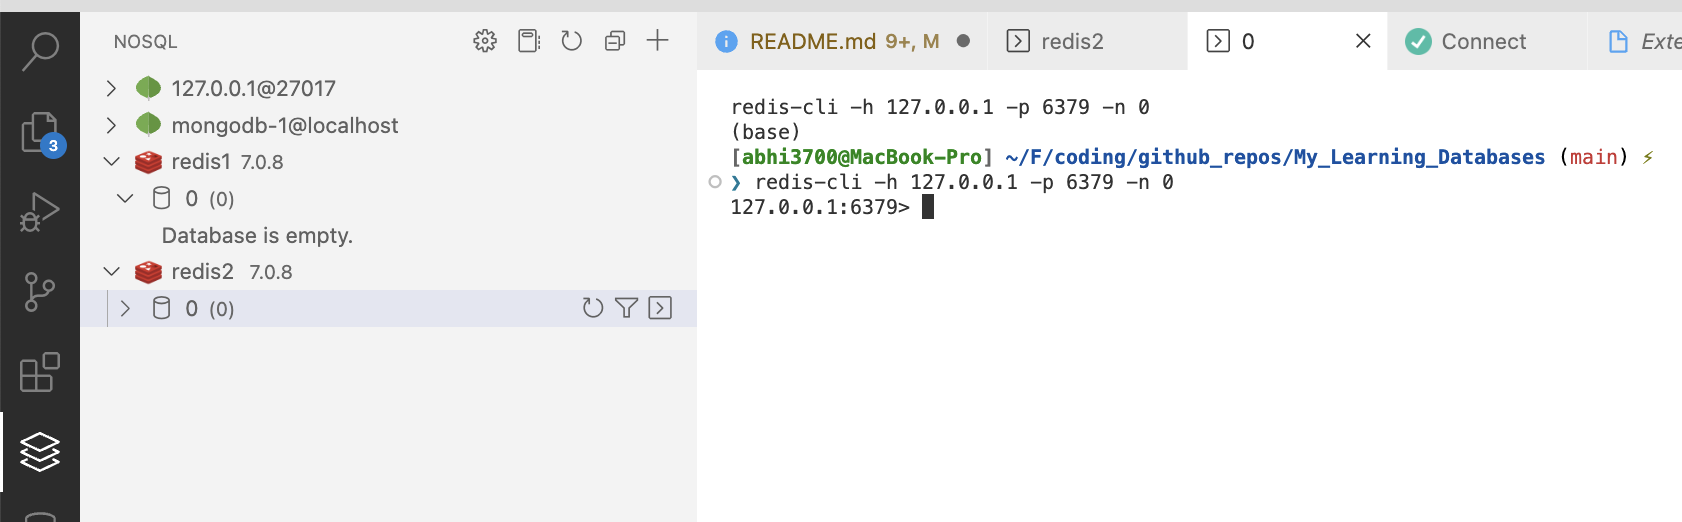 NOSQL
127.0.0.1@27017
mongodb-1@localhost
redis1 7.0.8
0 (0)
Database is empty.
redis2 7.0.8
0 (0)
3
README.md 9+, M
redis2
0
Connect
Exte
redis-cli -h 127.0.0.1 -p 6379 -n 0
(base)
[abhi3700@MacBook-Pro] ~/F/coding/github_repos/My_Learning_Databases (main) ⚡
❯ redis-cli -h 127.0.0.1 -p 6379 -n 0
127.0.0.1:6379>